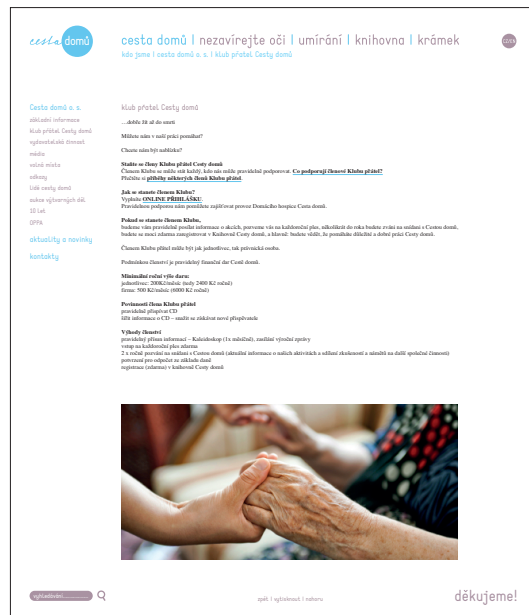 cesta domů
cesta domů | nezavírejte oči | umírání | knihovna | krámek
kdo jsme | cesta domů o. s. | klub přátel Cesty domů
Cesta domů o. s.
základní informace
klub přátel Cesty domů
vydavatelská činnost
média
volná místa
odkazy
lidé cesty domů
aukce výtvarných děl
10 let
OPPA
aktuality a novinky
kontakty
klub přátel Cesty domů
…dobře žít až do smrti
Můžete nám v naší práci pomáhat?
Chcete nám být nablízku?
Staňte se členy Klubu přátel Cesty domů
Členem Klubu se může stát každý, kdo nás může pravidelně podporovat. Co podporují členové Klubu přátel?
Přečtěte si příběhy některých členů Klubu přátel.
Jak se stanete členem Klubu?
Vyplňte ONLINE PŘIHLÁŠKU.
Pravidelnou podporou nám pomůžete zajišťovat provoz Domácího hospice Cesta domů.
Pokud se stanete členem Klubu,
budeme vám pravidelně posílat informace o akcích, pozveme vás na každoroční ples, několikrát do roka budete zváni na snídani s Cestou domů,
budete se moci zdarma zaregistrovat v Knihovně Cesty domů, a hlavně: budete vědět, že pomáháte důležité a dobré práci Cesty domů.
Členem Klubu přátel může být jak jednotlivec, tak právnická osoba.
Podmínkou členství je pravidelný finanční dar Cestě domů.
Minimální roční výše daru:
jednotlivec: 200Kč/měsíc (tedy 2400 Kč ročně)
firma: 500 Kč/měsíc (6000 Kč ročně)
Povinnosti člena Klubu přátel
pravidelně přispívat CD
šířit informace o CD – snažit se získávat nové přispěvatele
Výhody členství
pravidelný přísun informací – Kaleidoskop (1x měsíčně), zasílání výroční zprávy
vstup na každoroční ples zdarma
2 x ročně pozvání na snídani s Cestou domů (aktuální informace o našich aktivitách a sdílení zkušeností a námětů na další společné činnosti)
potvrzení pro odpočet ze základu daně
registrace (zdarma) v knihovně Cesty domů
vyhledávání
zpět | vytisknout | nahoru
děkujeme!